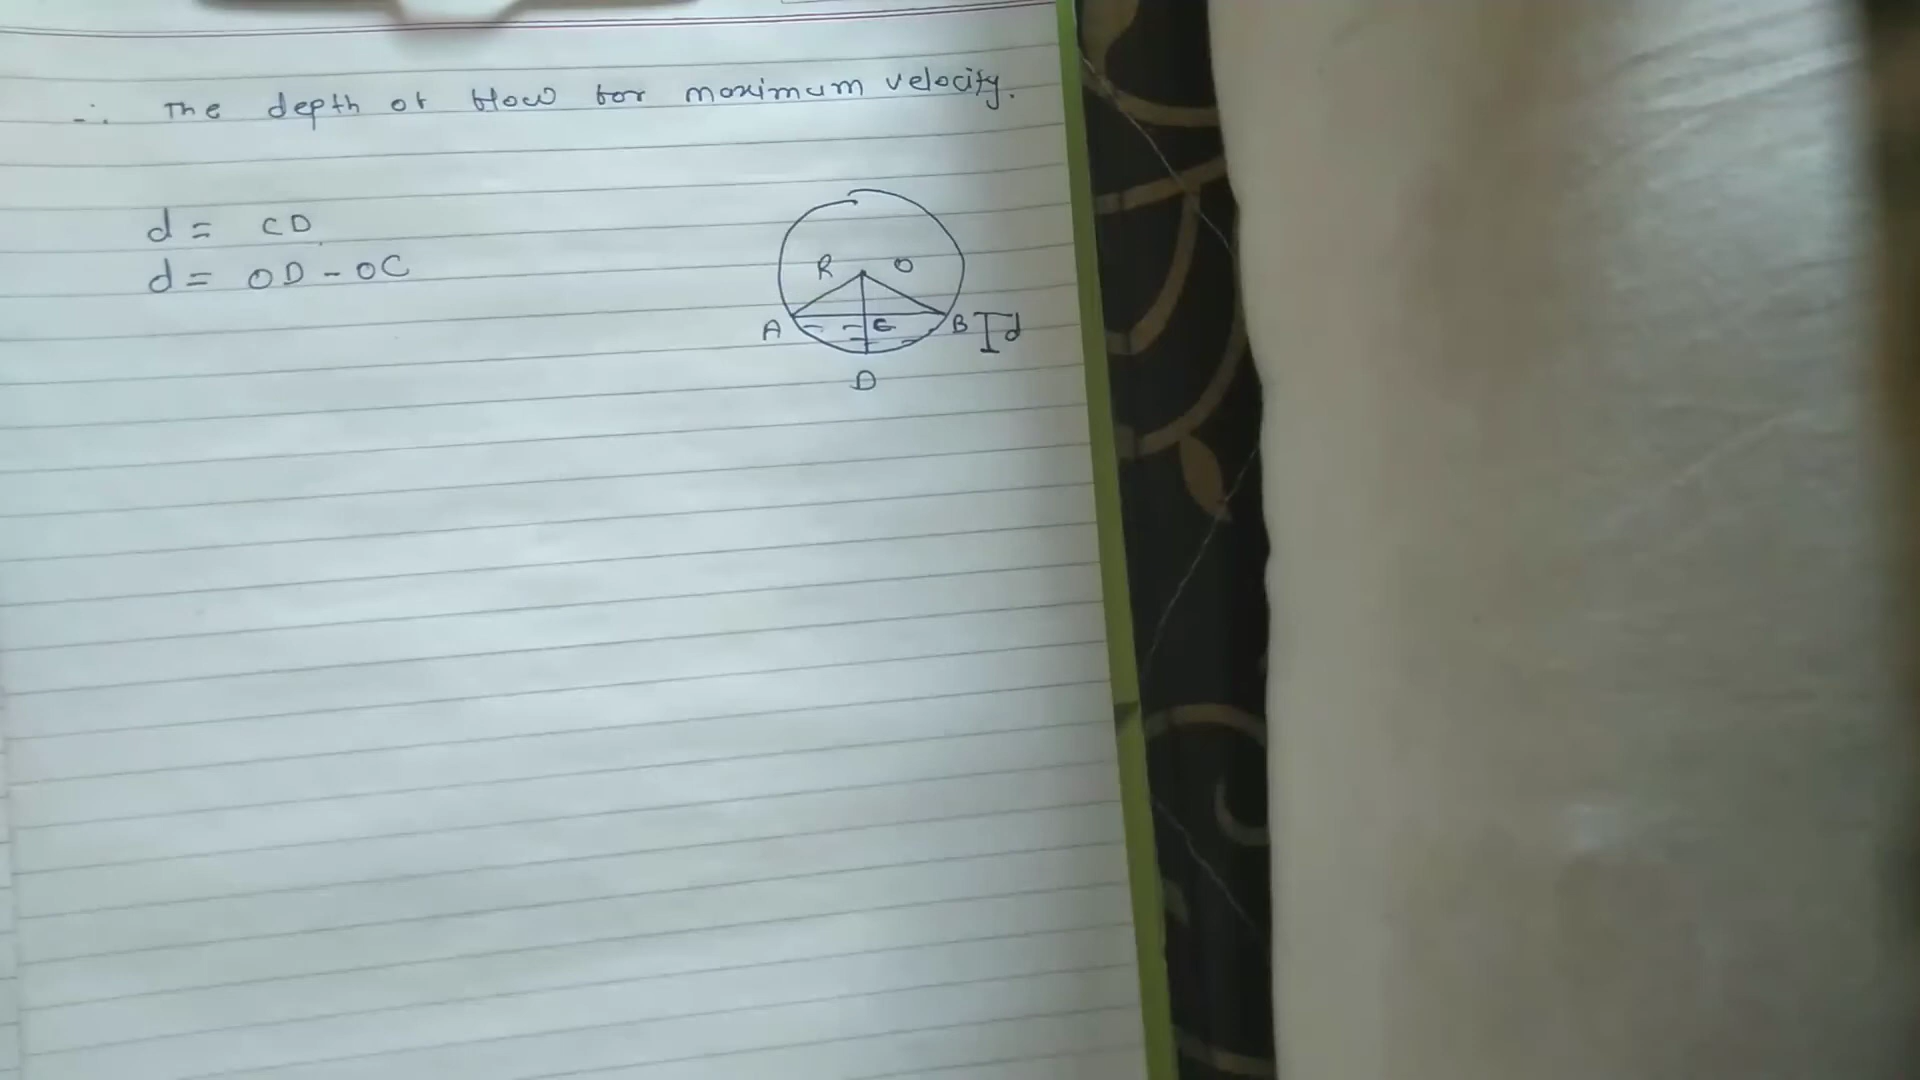 ∴ The depth of flow for maximum velocity.
d = CD
d = OD - OC
R O
A C B d
D